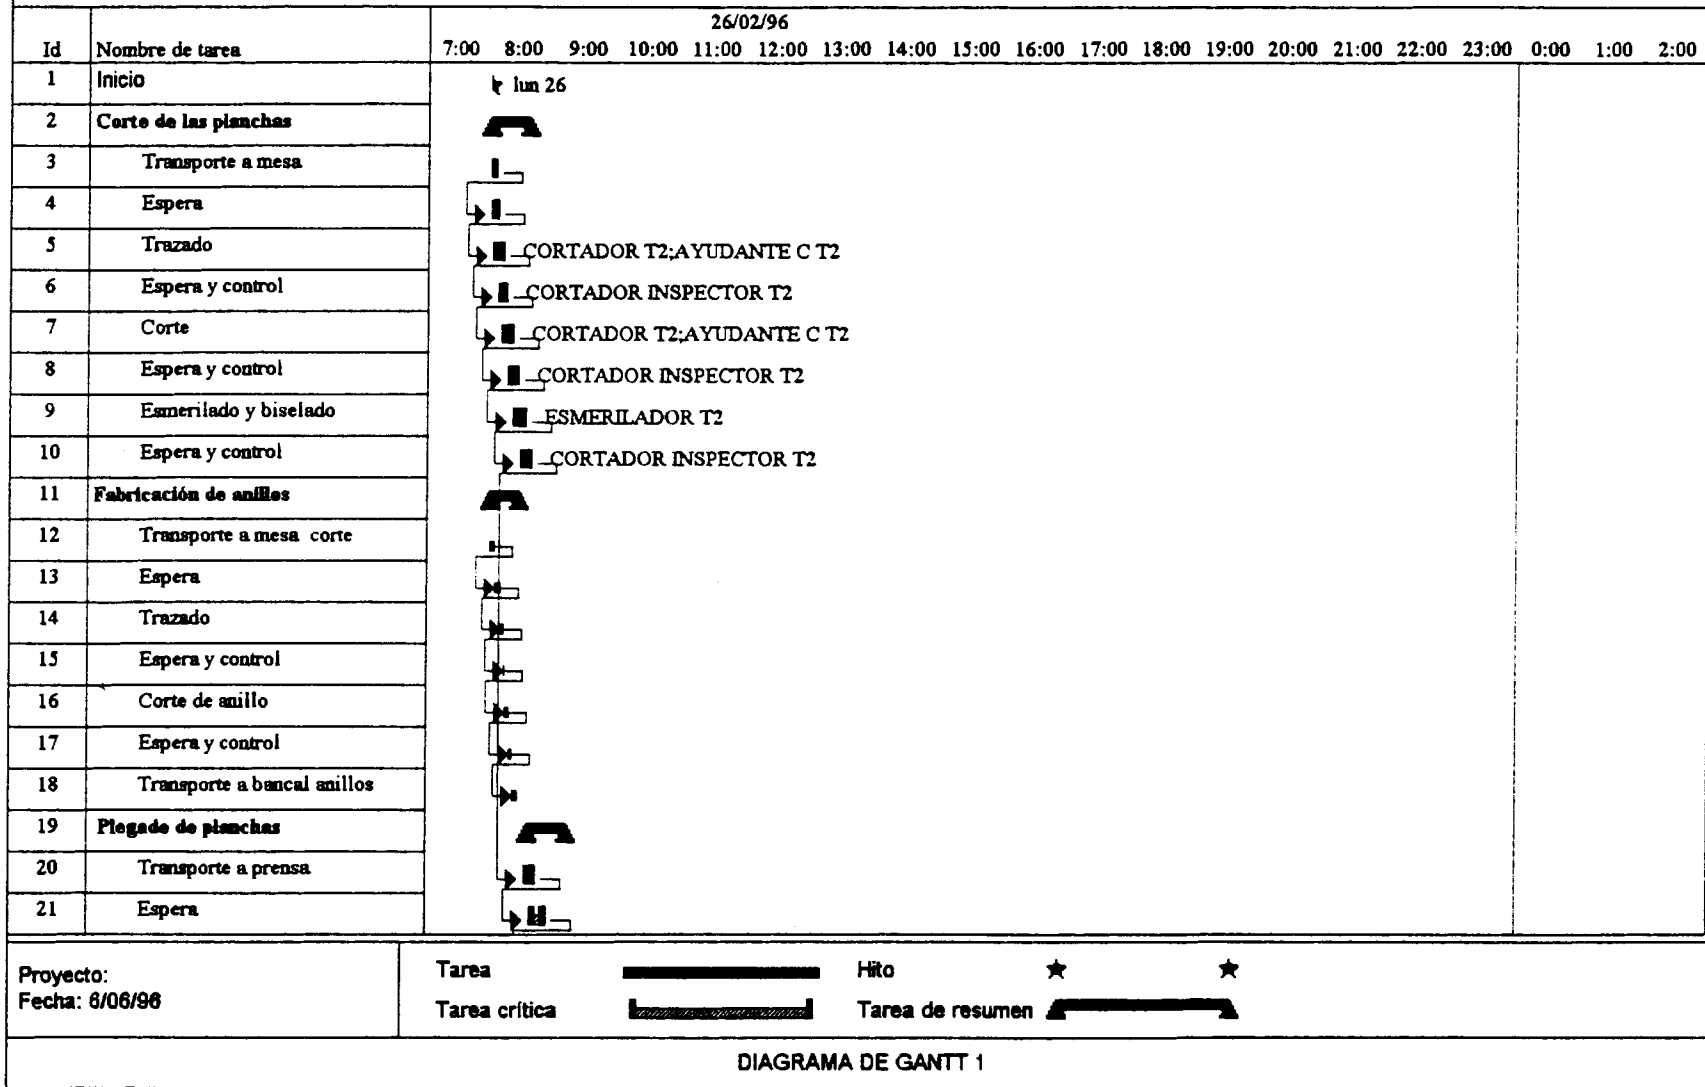 26/02/96
Id Nombre de tarea 7:00 8:00 9:00 10:00 11:00 12:00 13:00 14:00 15:00 16:00 17:00 18:00 19:00 20:00 21:00 22:00 23:00 0:00 1:00 2:00
1 Inicio lun 26
2 Corte de las planchas
3 Transporte a mesa
4 Espera
5 Trazado CORTADOR T2;AYUDANTE C T2
6 Espera y control CORTADOR INSPECTOR T2
7 Corte CORTADOR T2;AYUDANTE C T2
8 Espera y control CORTADOR INSPECTOR T2
9 Esmerilado y biselado ESMERILADOR T2
10 Espera y control CORTADOR INSPECTOR T2
11 Fabricación de anillos
12 Transporte a mesa corte
13 Espera
14 Trazado
15 Espera y control
16 Corte de anillo
17 Espera y control
18 Transporte a bancal anillos
19 Plegade de planchas
20 Transporte a prensa
21 Espera
Proyecto:
Fecha: 6/06/96
Tarea Hito
Tarea crítica Tarea de resumen
DIAGRAMA DE GANTT 1